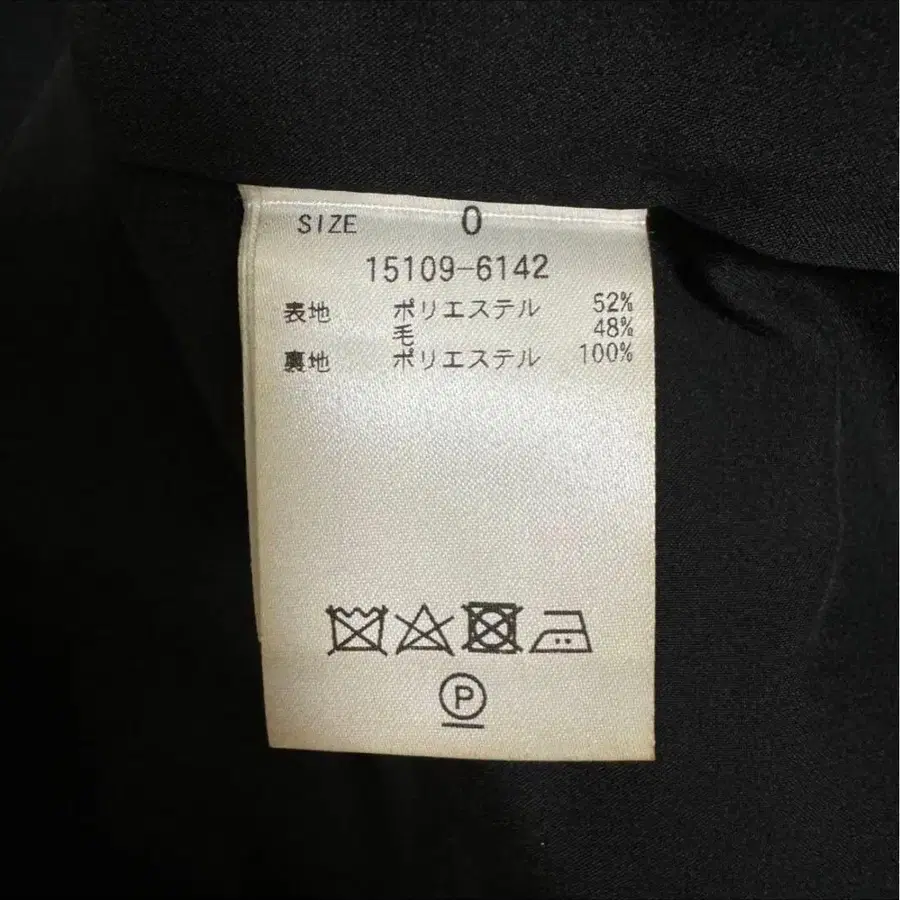 SIZE 0
15109-6142
表地 ポリエステル 52%
毛 48%
裏地 ポリエステル 100%
P